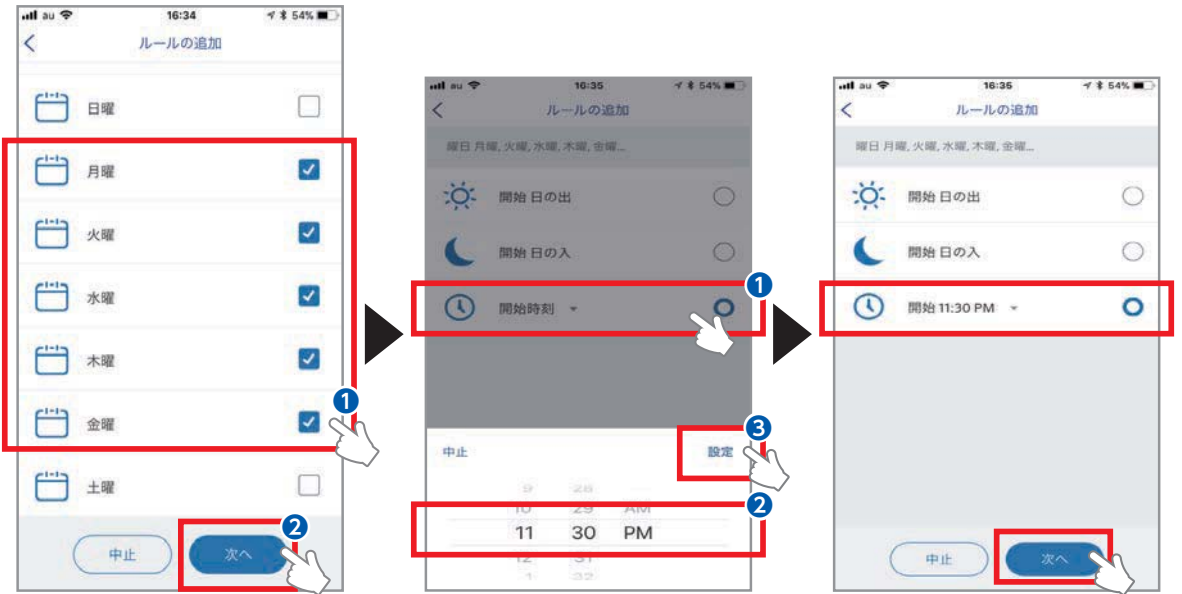 au 16:34 54%
ルールの追加
日曜
月曜
火曜
水曜
木曜
金曜
土曜
中止 次へ
1
2
au 16:35 54%
ルールの追加
曜日 月曜, 火曜, 水曜, 木曜, 金曜...
開始 日の出
開始 日の入
開始時刻
1
中止 設定
3
9 28
10 29 AM
11 30 PM
12 31
1 32
2
au 16:35 54%
ルールの追加
曜日 月曜, 火曜, 水曜, 木曜, 金曜...
開始 日の出
開始 日の入
開始 11:30 PM
中止 次へ